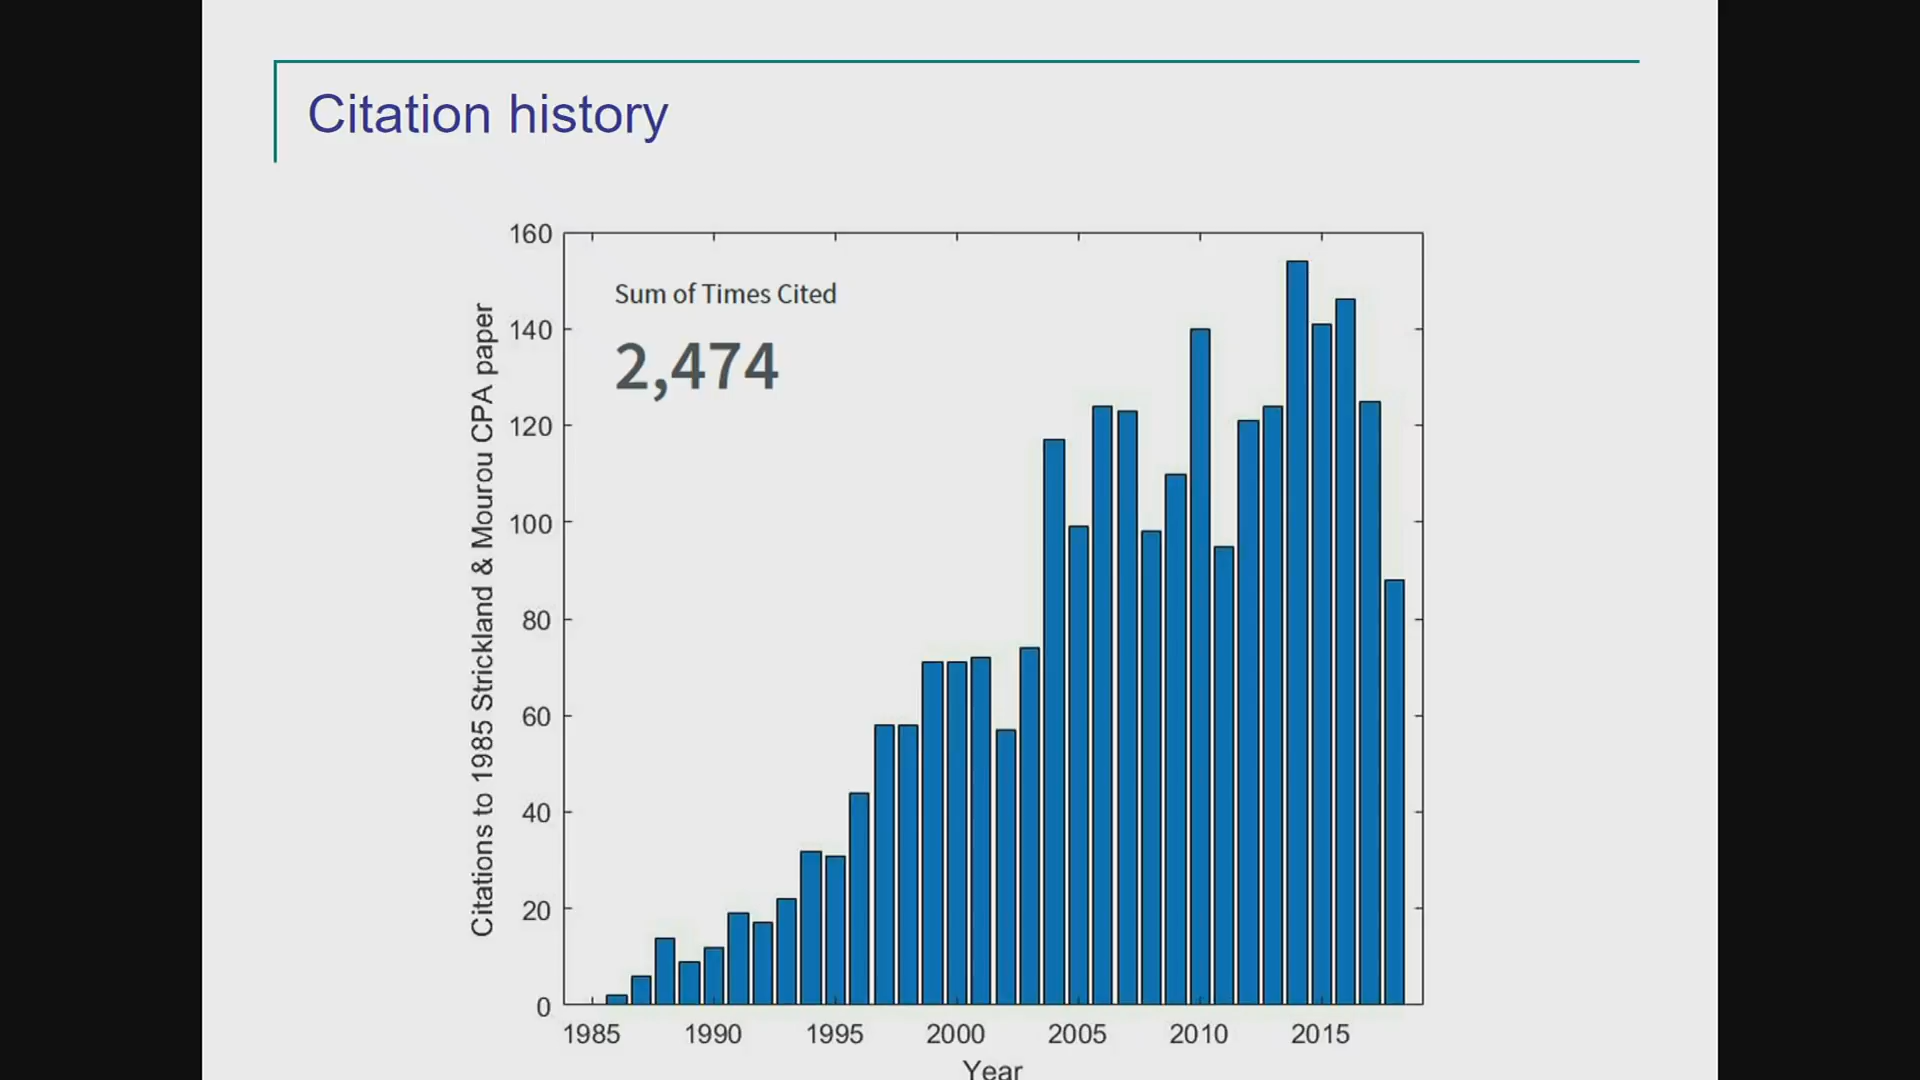 Citation history
Sum of Times Cited
2,474
Citations to 1985 Strickland & Mourou CPA paper
160
140
120
100
80
60
40
20
0
1985 1990 1995 2000 2005 2010 2015
Year